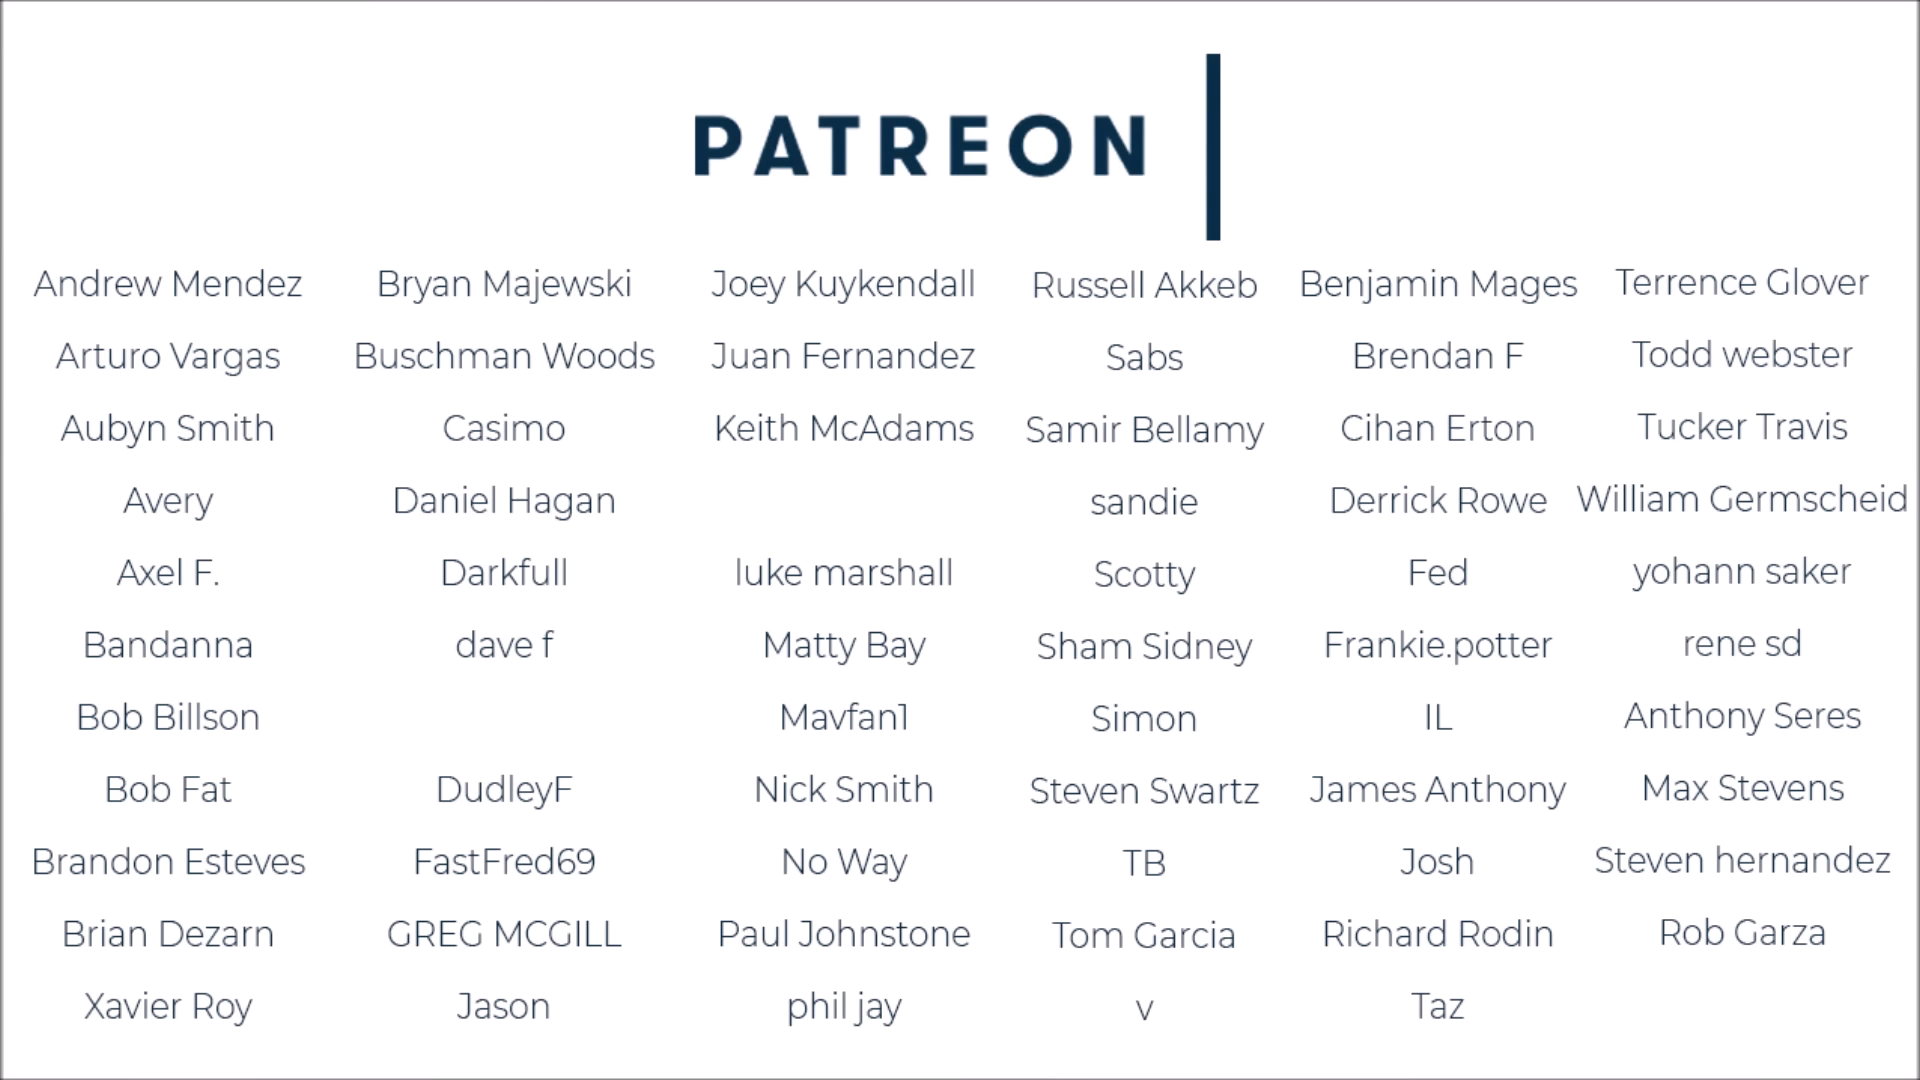 PATREON
Andrew Mendez Bryan Majewski Joey Kuykendall Russell Akkeb Benjamin Mages Terrence Glover
Arturo Vargas Buschman Woods Juan Fernandez Sabs Brendan F Todd webster
Aubyn Smith Casimo Keith McAdams Samir Bellamy Cihan Erton Tucker Travis
Avery Daniel Hagan sandie Derrick Rowe William Germscheid
Axel F. Darkfull luke marshall Scotty Fed yohann saker
Bandanna dave f Matty Bay Sham Sidney Frankie.potter rene sd
Bob Billson Mavfan1 Simon IL Anthony Seres
Bob Fat DudleyF Nick Smith Steven Swartz James Anthony Max Stevens
Brandon Esteves FastFred69 No Way TB Josh Steven hernandez
Brian Dezarn GREG MCGILL Paul Johnstone Tom Garcia Richard Rodin Rob Garza
Xavier Roy Jason phil jay v Taz